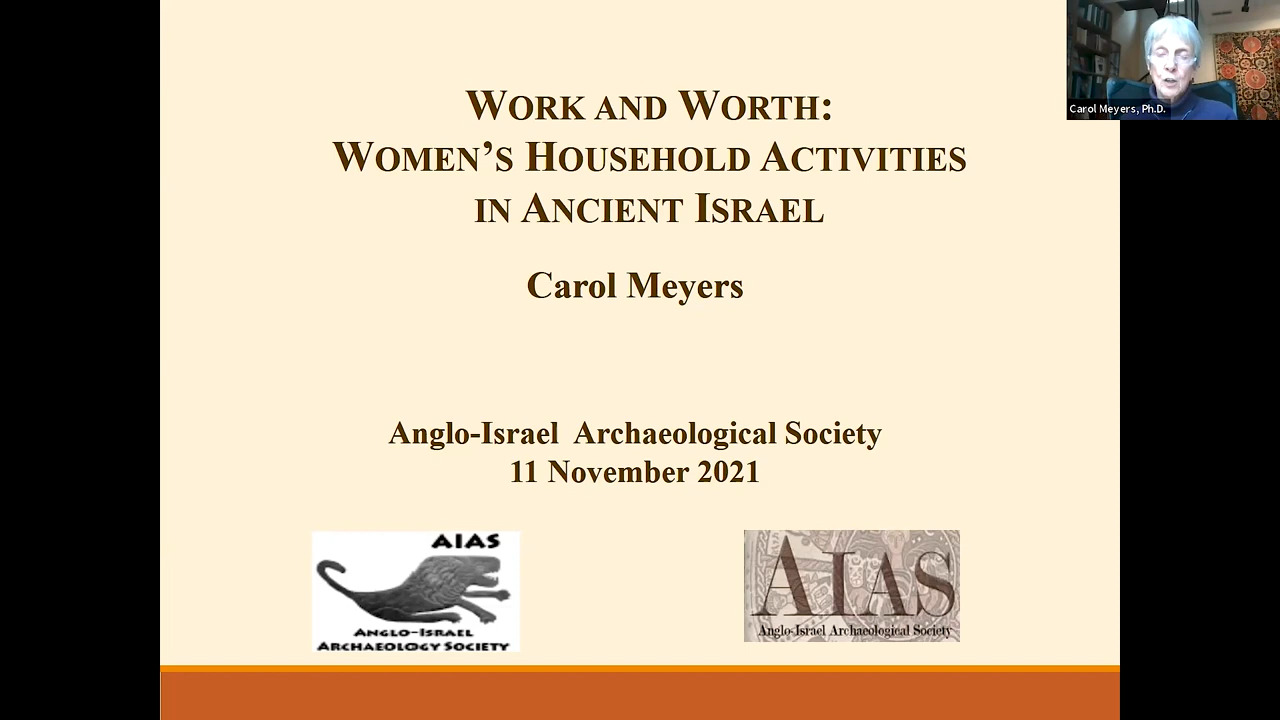 WORK AND WORTH:
WOMEN'S HOUSEHOLD ACTIVITIES
IN ANCIENT ISRAEL
Carol Meyers
Anglo-Israel  Archaeological Society
11 November 2021
AIAS
ANGLO-ISRAEL
ARCHAEOLOGY SOCIETY
AIAS
Anglo-Israel Archaeological Society
Carol Meyers, Ph.D.